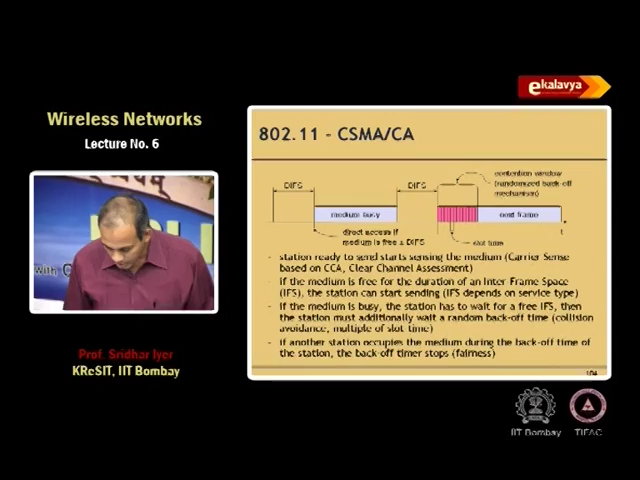 ekalavya
Wireless Networks
Lecture No. 6
802.11 - CSMA/CA
contention window
(randomized back-off
mechanism)
DIFS
DIFS
medium busy
next frame
direct access if
medium is free ≥ DIFS
slot time
t
- station ready to send starts sensing the medium (Carrier Sense
based on CCA, Clear Channel Assessment)
- if the medium is free for the duration of an Inter-Frame Space
(IFS), the station can start sending (IFS depends on service type)
- if the medium is busy, the station has to wait for a free IFS, then
the station must additionally wait a random back-off time (collision
avoidance, multiple of slot time)
- if another station occupies the medium during the back-off time of
the station, the back-off timer stops (fairness)
with
Prof. Sridhar Iyer
KReSIT, IIT Bombay
IIT Bombay
TIFAC